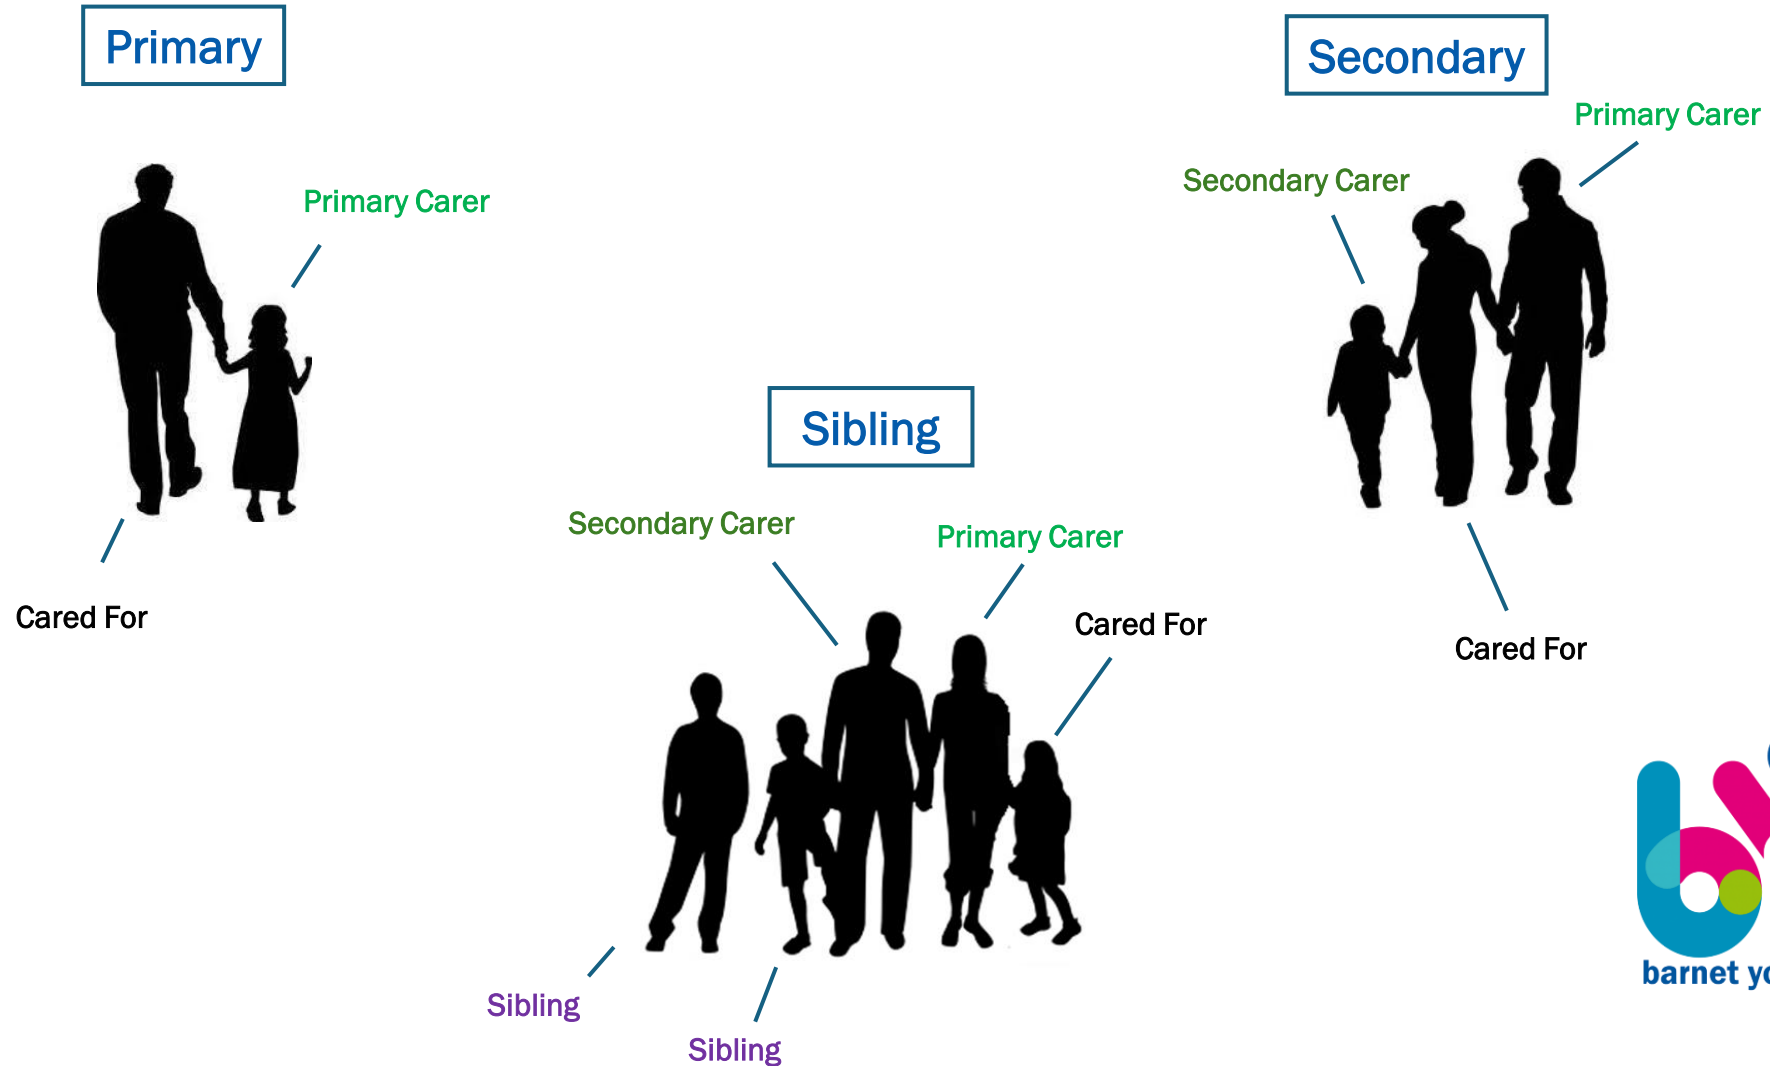 Primary
Primary Carer
Cared For
Secondary
Primary Carer
Secondary Carer
Cared For
Sibling
Secondary Carer
Primary Carer
Cared For
Sibling
Sibling
barnet yo